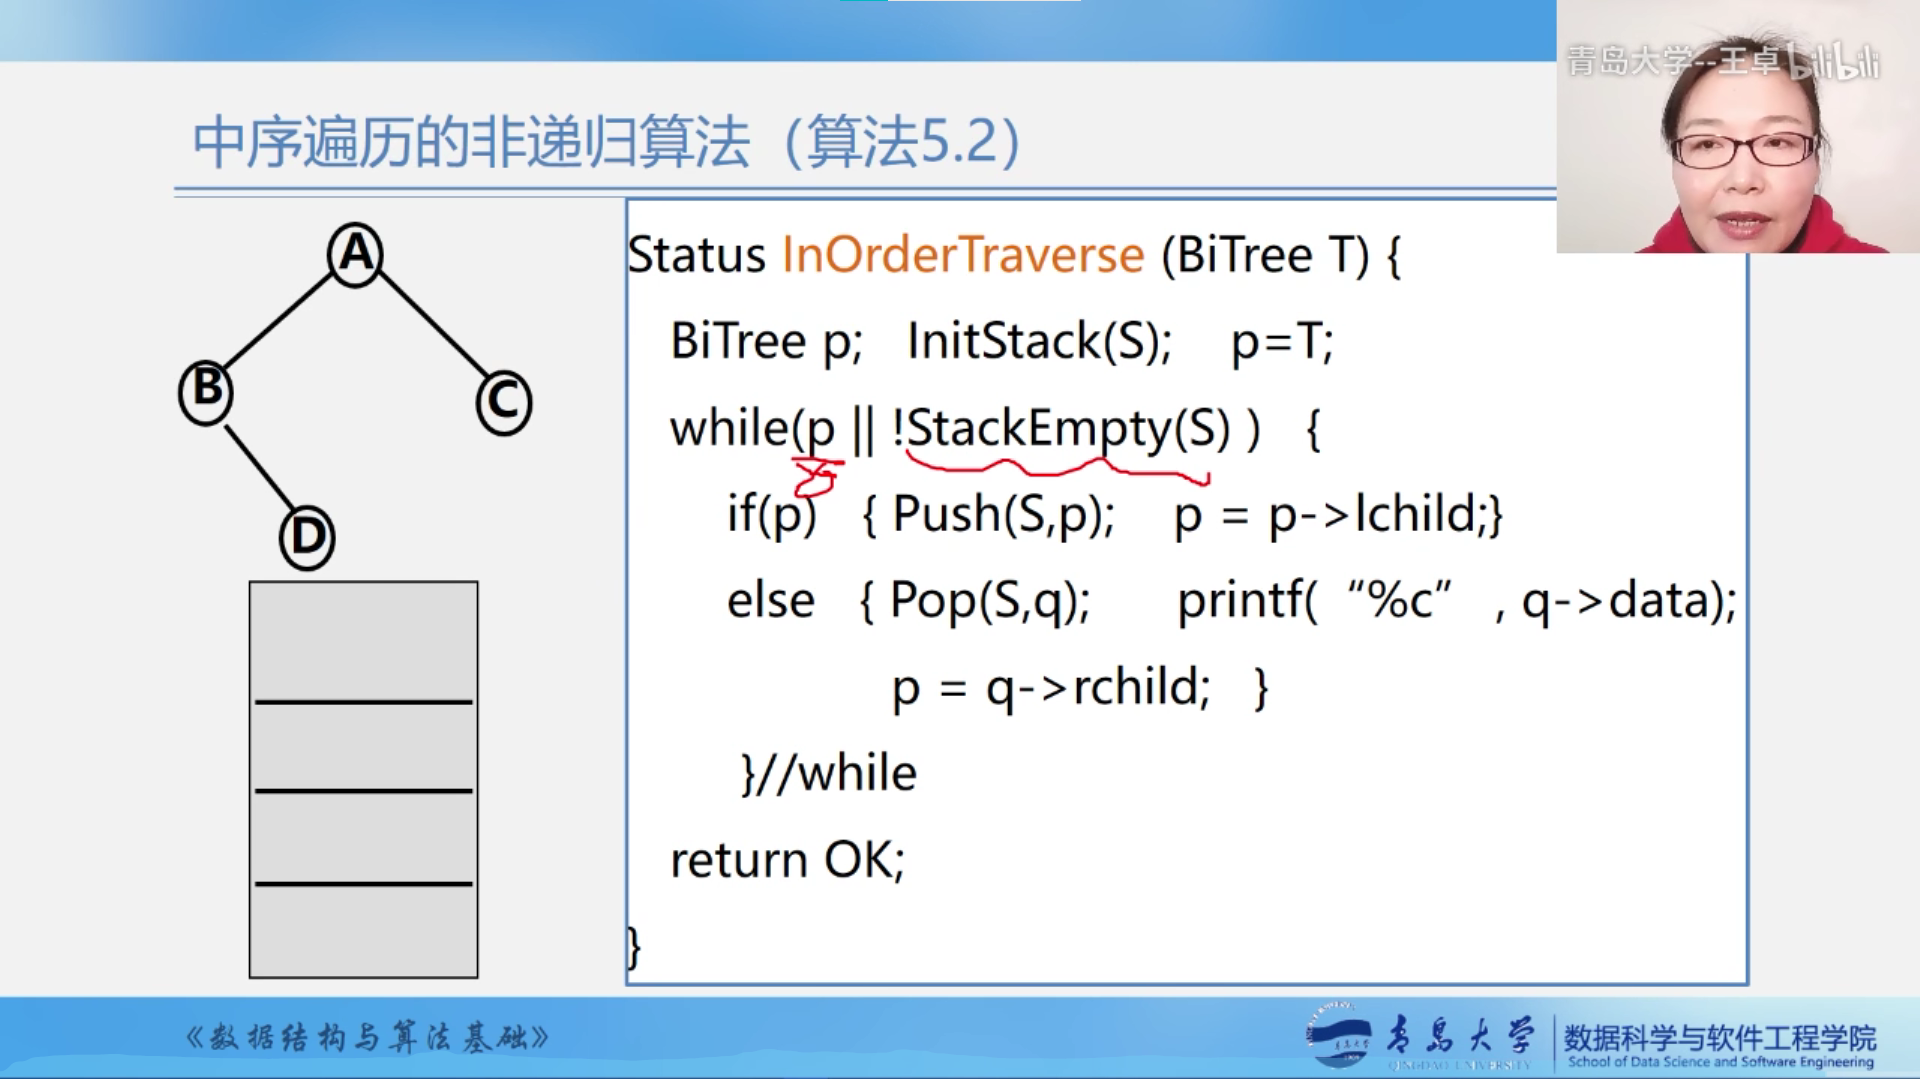 青岛大学--王卓 bilibili
中序遍历的非递归算法（算法5.2）
A
B
C
D
Status InOrderTraverse (BiTree T) {
BiTree p; InitStack(S); p=T;
while(p || !StackEmpty(S) ) {
if(p) { Push(S,p); p = p->lchild;}
else { Pop(S,q); printf( “%c” , q->data);
p = q->rchild; }
}//while
return OK;
}
《数据结构与算法基础》
青岛大学
QINGDAO UNIVERSITY
数据科学与软件工程学院
School of Data Science and Software Engineering